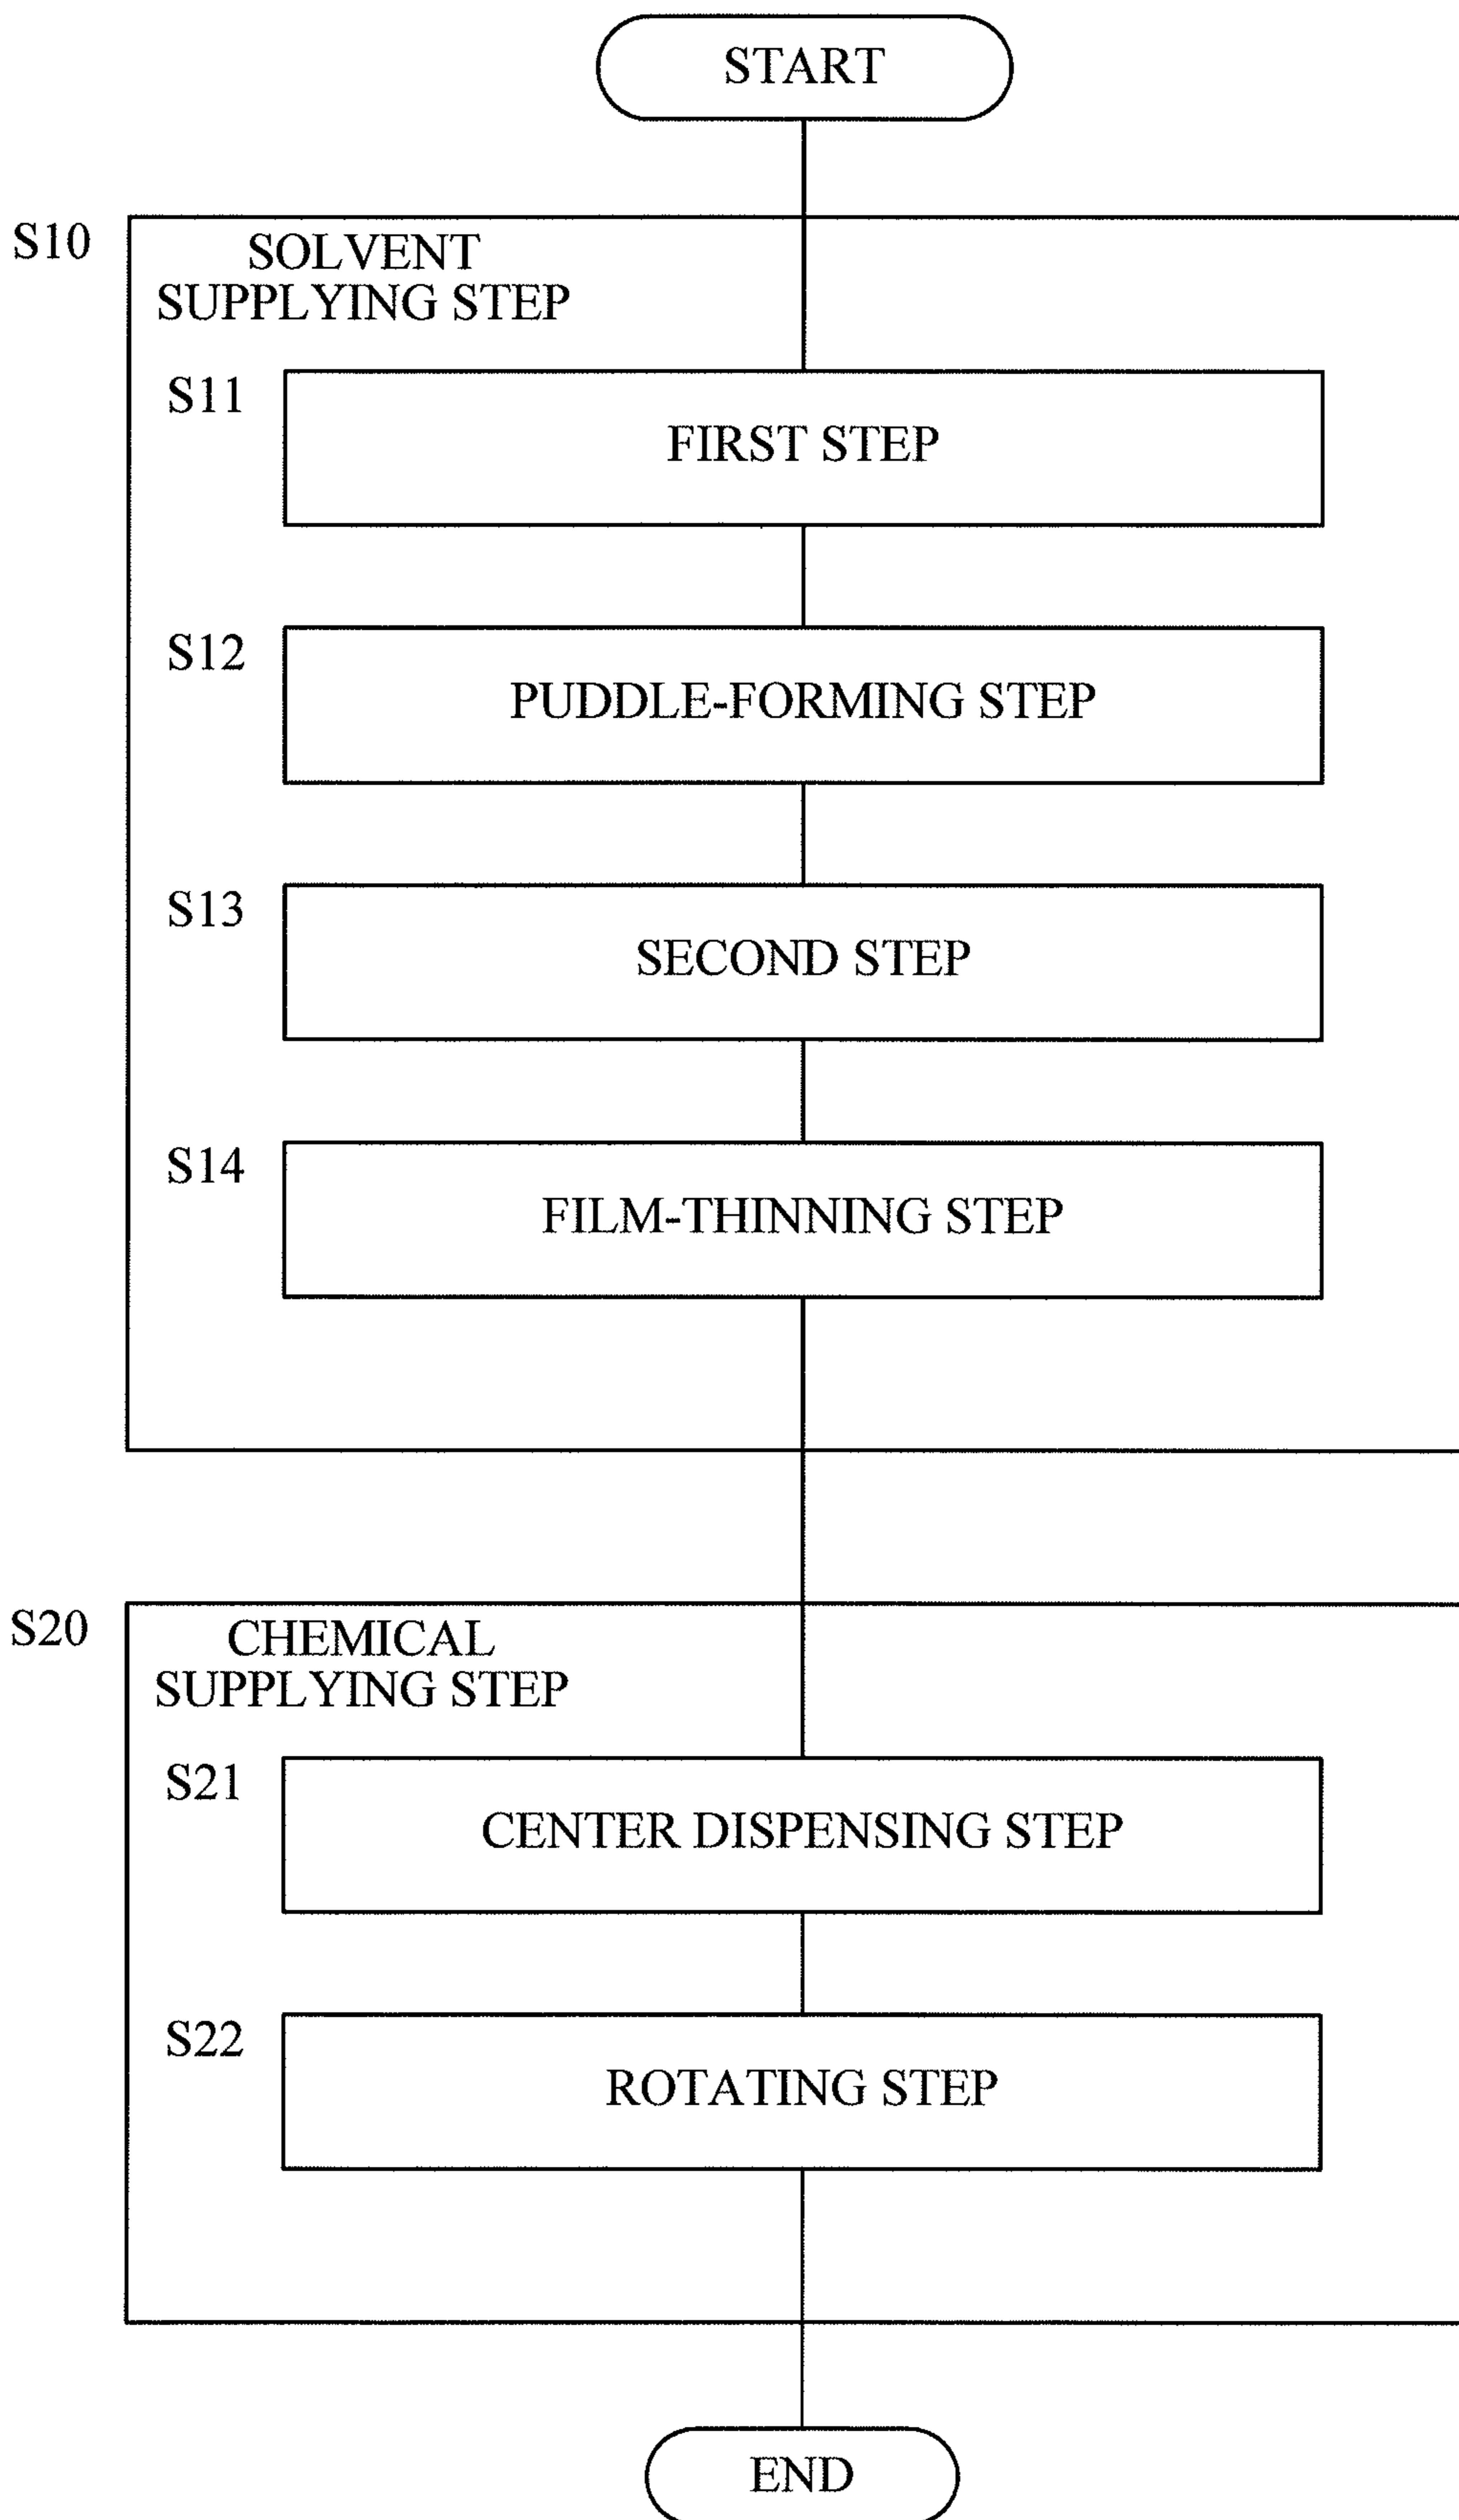 START
S10
SOLVENT
SUPPLYING STEP
S11
FIRST STEP
S12
PUDDLE-FORMING STEP
S13
SECOND STEP
S14
FILM-THINNING STEP
S20
CHEMICAL
SUPPLYING STEP
S21
CENTER DISPENSING STEP
S22
ROTATING STEP
END